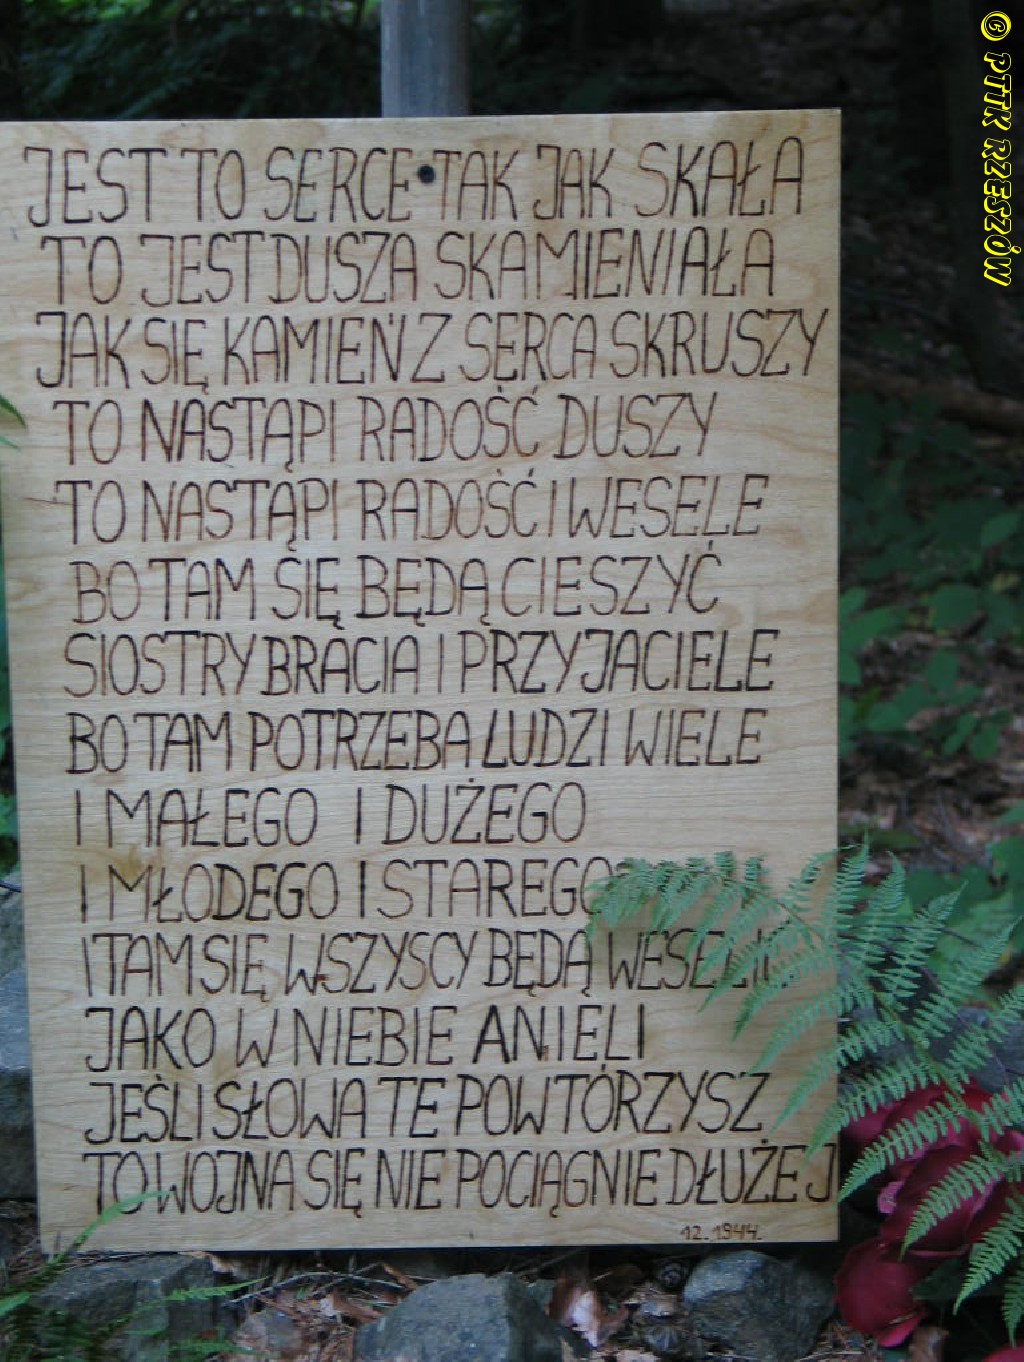 JEST TO SERCE TAK JAK SKAŁA
TO JEST DUSZA SKAMIENIAŁA
JAK SIĘ KAMIEŃ Z SERCA SKRUSZY
TO NASTĄPI RADOŚĆ DUSZY
TO NASTĄPI RADOŚĆ I WESELE
BO TAM SIĘ BĘDĄ CIESZYĆ
SIOSTRY BRACIA I PRZYJACIELE
BO TAM POTRZEBA LUDZI WIELE
I MAŁEGO I DUŻEGO
I MŁODEGO I STAREGO
I TAM SIĘ WSZYSCY BĘDĄ
JAKO W NIEBIE ANIELI
JEŚLI SŁOWA TE POWTÓRZYSZ
TO WOJNA SIĘ NIE POCIĄGNIE DŁUŻEJ
12.1944.
© PTTK RZESZÓW